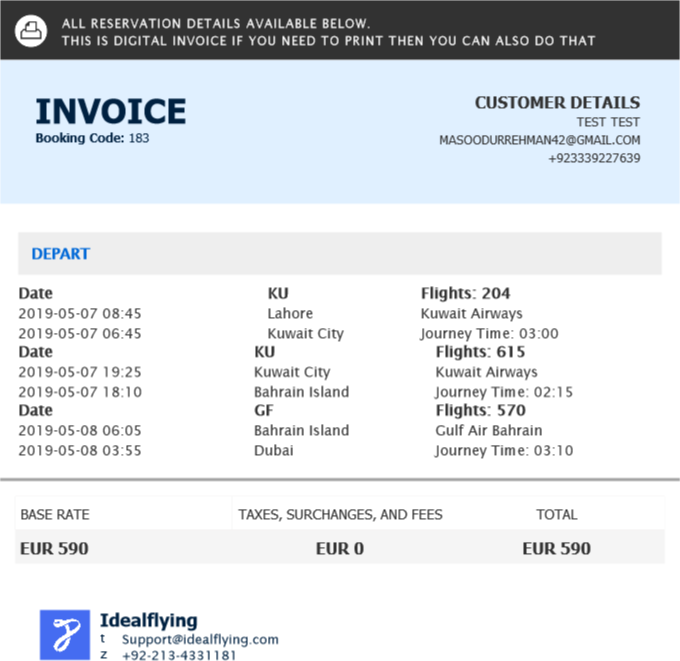 ALL RESERVATION DETAILS AVAILABLE BELOW.
THIS IS DIGITAL INVOICE IF YOU NEED TO PRINT THEN YOU CAN ALSO DO THAT
INVOICE
Booking Code: 183
CUSTOMER DETAILS
TEST TEST
MASOODURREHMAN42@GMAIL.COM
+923339227639
DEPART
Date KU Flights: 204
2019-05-07 08:45 Lahore Kuwait Airways
2019-05-07 06:45 Kuwait City Journey Time: 03:00
Date KU Flights: 615
2019-05-07 19:25 Kuwait City Kuwait Airways
2019-05-07 18:10 Bahrain Island Journey Time: 02:15
Date GF Flights: 570
2019-05-08 06:05 Bahrain Island Gulf Air Bahrain
2019-05-08 03:55 Dubai Journey Time: 03:10
BASE RATE TAXES, SURCHANGES, AND FEES TOTAL
EUR 590 EUR 0 EUR 590
Idealflying
t Support@idealflying.com
z +92-213-4331181